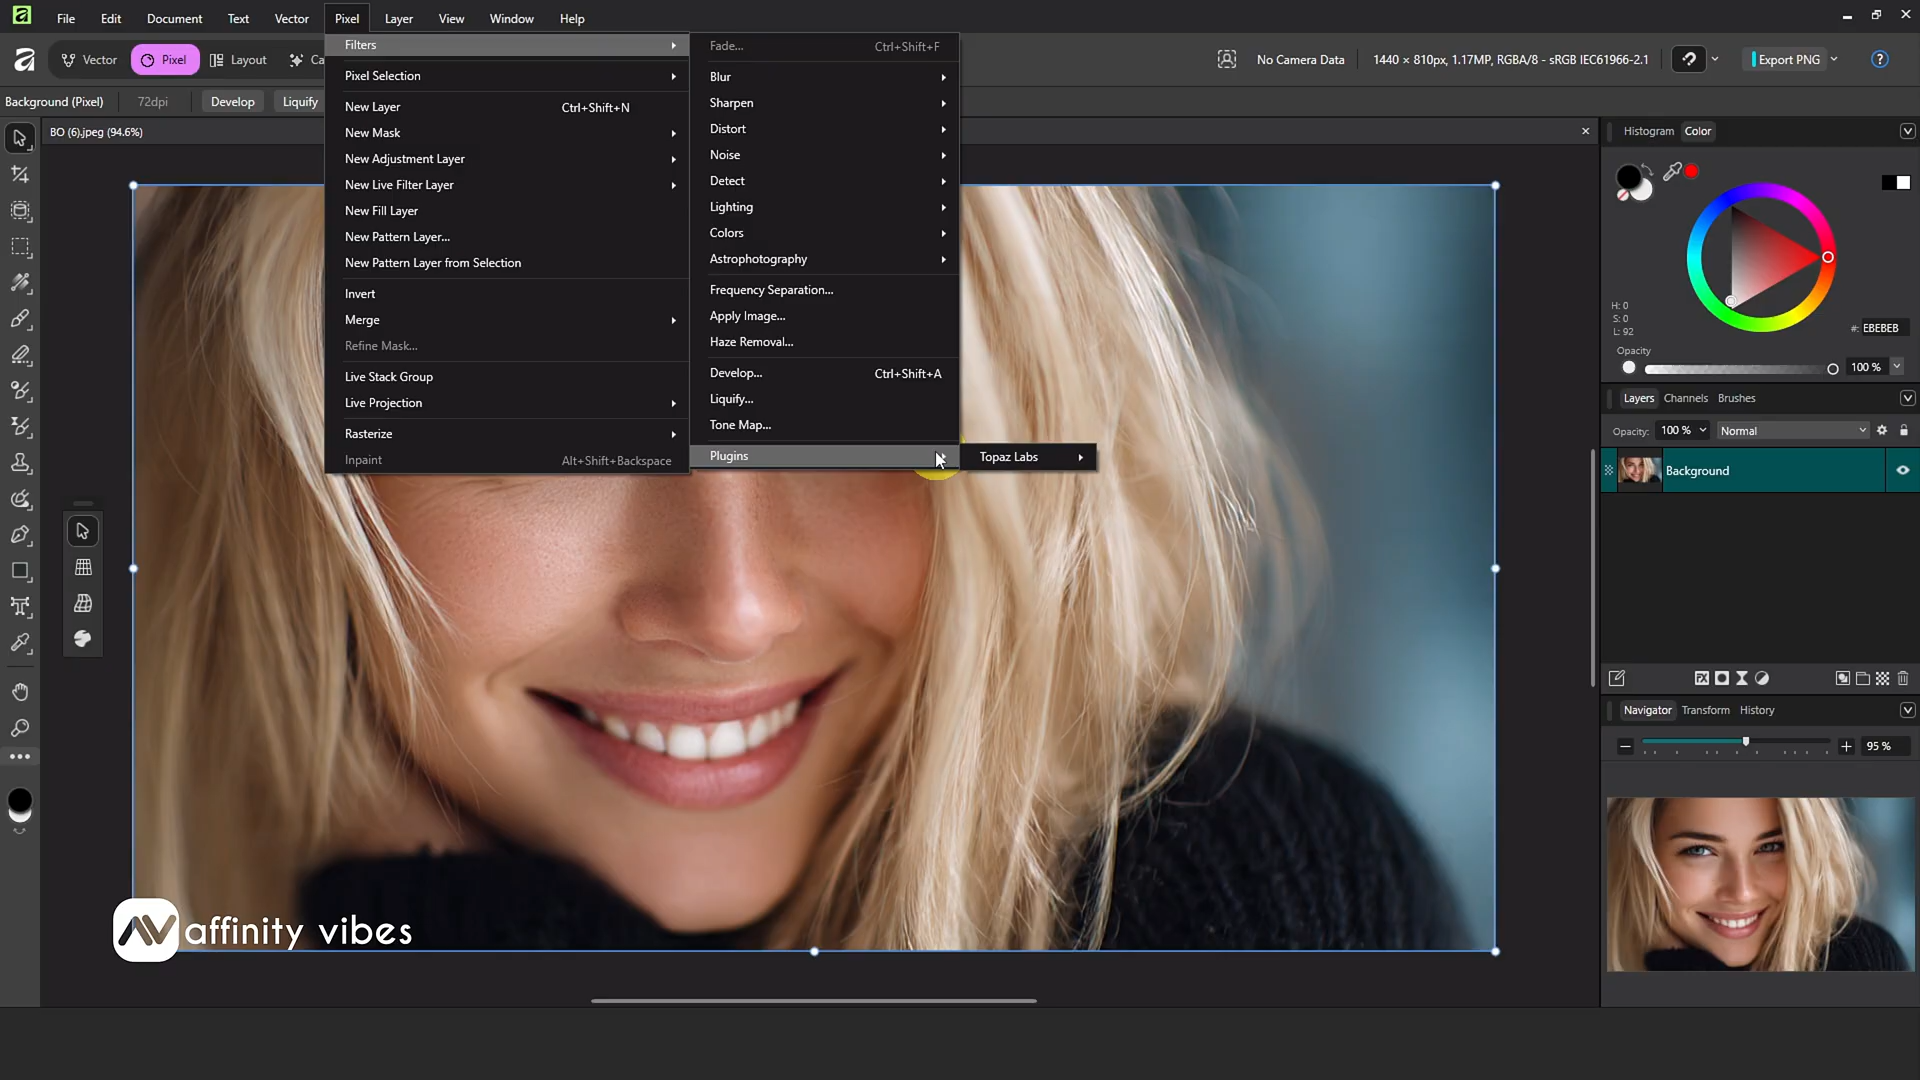 File Edit Document Text Vector Pixel Layer View Window Help
Vector Pixel Layout Ca
No Camera Data 1440 × 810px, 1.17MP, RGBA/8 - sRGB IEC61966-2.1 Export PNG
Background (Pixel) 72dpi Develop Liquify
BO (6).jpeg (94.6%)
Filters
Pixel Selection
New Layer Ctrl+Shift+N
New Mask
New Adjustment Layer
New Live Filter Layer
New Fill Layer
New Pattern Layer...
New Pattern Layer from Selection
Invert
Merge
Refine Mask...
Live Stack Group
Live Projection
Rasterize
Inpaint Alt+Shift+Backspace
Fade... Ctrl+Shift+F
Blur
Sharpen
Distort
Noise
Detect
Lighting
Colors
Astrophotography
Frequency Separation...
Apply Image...
Haze Removal...
Develop... Ctrl+Shift+A
Liquify...
Tone Map...
Plugins
Topaz Labs
Histogram Color
H: 0
S: 0
L: 92
#: EBEBEB
Opacity
100 %
Layers Channels Brushes
Opacity: 100 % Normal
Background
Navigator Transform History
95 %
affinity vibes